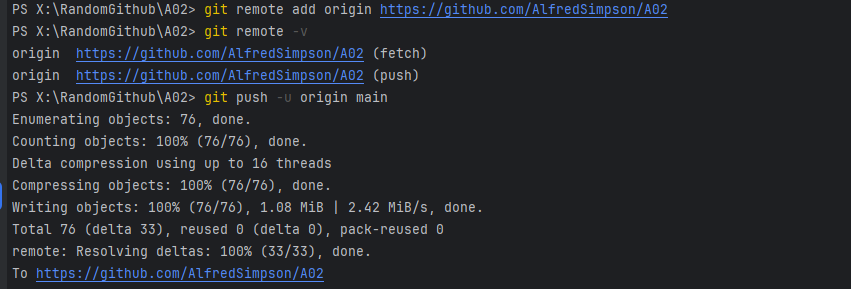 PS X:\RandomGithub\A02> git remote add origin https://github.com/AlfredSimpson/A02
PS X:\RandomGithub\A02> git remote -v
origin  https://github.com/AlfredSimpson/A02 (fetch)
origin  https://github.com/AlfredSimpson/A02 (push)
PS X:\RandomGithub\A02> git push -u origin main
Enumerating objects: 76, done.
Counting objects: 100% (76/76), done.
Delta compression using up to 16 threads
Compressing objects: 100% (76/76), done.
Writing objects: 100% (76/76), 1.08 MiB | 2.42 MiB/s, done.
Total 76 (delta 33), reused 0 (delta 0), pack-reused 0
remote: Resolving deltas: 100% (33/33), done.
To https://github.com/AlfredSimpson/A02